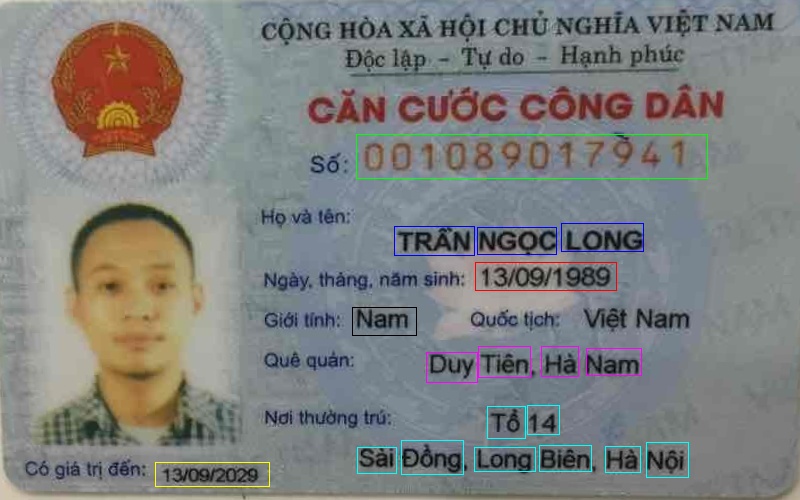 CỘNG HÒA XÃ HỘI CHỦ NGHĨA VIỆT NAM
Độc lập - Tự do - Hạnh phúc
CĂN CƯỚC CÔNG DÂN
Số: 001089017941
Họ và tên:
TRẦN NGỌC LONG
Ngày, tháng, năm sinh: 13/09/1989
Giới tính: Nam Quốc tịch: Việt Nam
Quê quán: Duy Tiên, Hà Nam
Nơi thường trú: Tổ 14
Sài Đồng, Long Biên, Hà Nội
Có giá trị đến: 13/09/2029